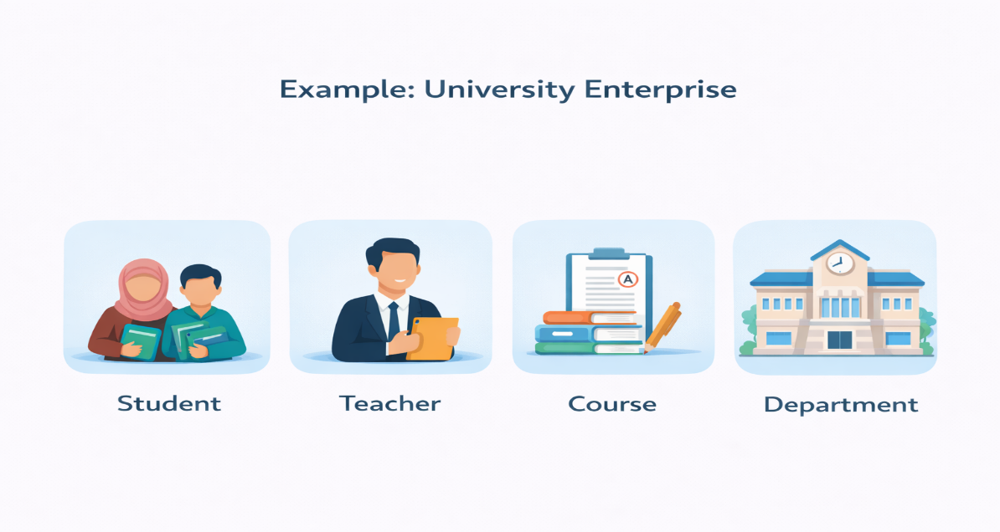 Example: University Enterprise
A
Student
Teacher
Course
Department